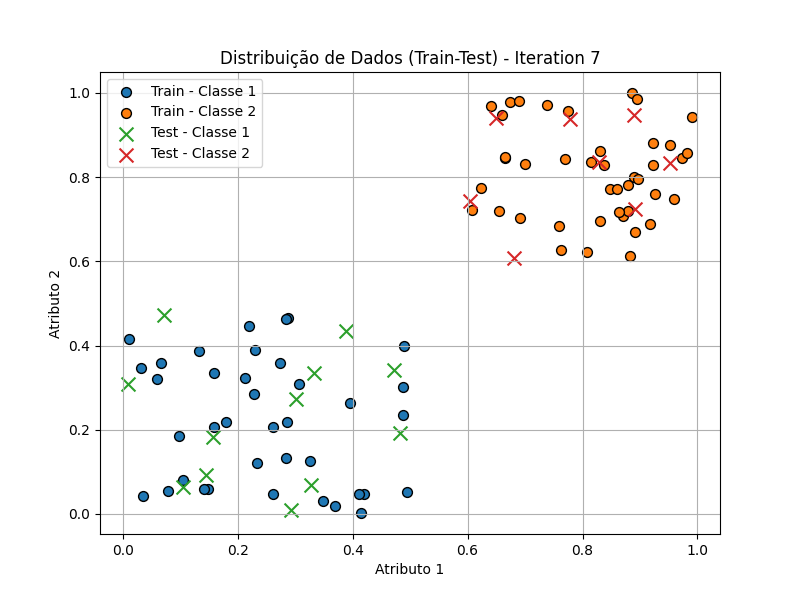 Distribuição de Dados (Train-Test) - Iteration 7
Train - Classe 1
Train - Classe 2
Test - Classe 1
Test - Classe 2
Atributo 2
1.0
0.8
0.6
0.4
0.2
0.0
0.0 0.2 0.4 0.6 0.8 1.0
Atributo 1